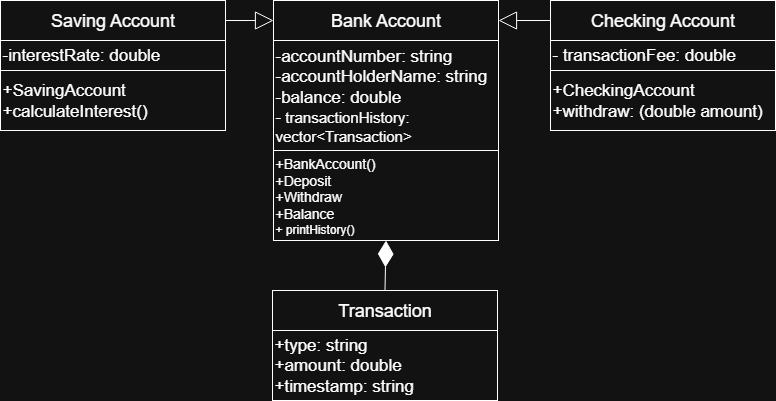 Saving Account
-interestRate: double
+SavingAccount
+calculateInterest()
Bank Account
-accountNumber: string
-accountHolderName: string
-balance: double
- transactionHistory:
vector<Transaction>
+BankAccount()
+Deposit
+Withdraw
+Balance
+ printHistory()
Checking Account
- transactionFee: double
+CheckingAccount
+withdraw: (double amount)
Transaction
+type: string
+amount: double
+timestamp: string